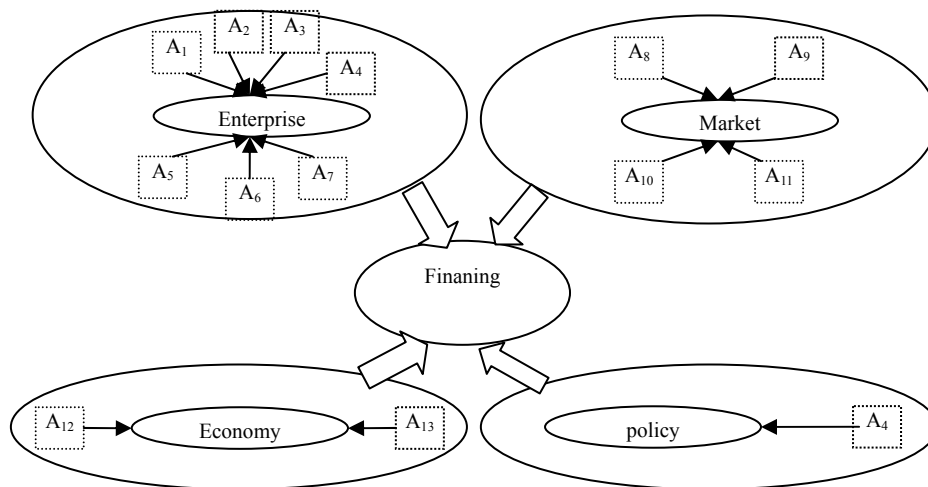 A1
A2
A3
A4
Enterprise
A5
A6
A7
A8
A9
Market
A10
A11
Finaning
A12
Economy
A13
policy
A4